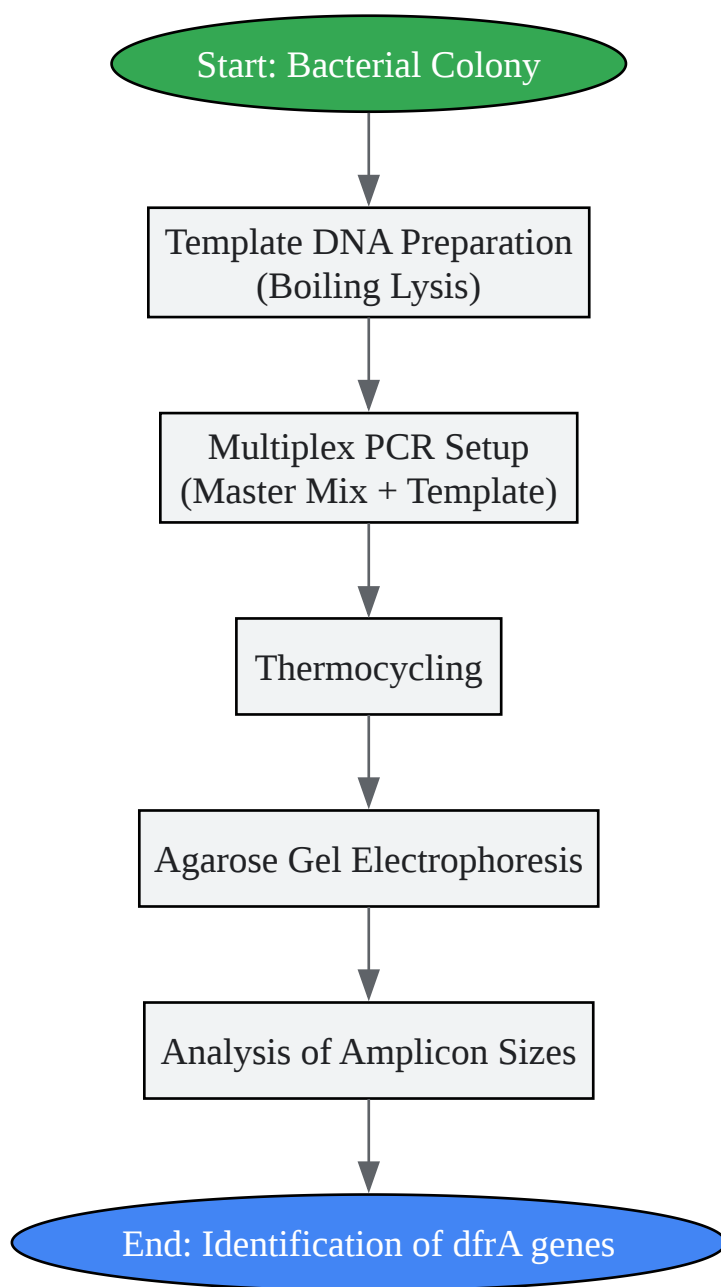 Start: Bacterial Colony
Template DNA Preparation
(Boiling Lysis)
Multiplex PCR Setup
(Master Mix + Template)
Thermocycling
Agarose Gel Electrophoresis
Analysis of Amplicon Sizes
End: Identification of dfrA genes